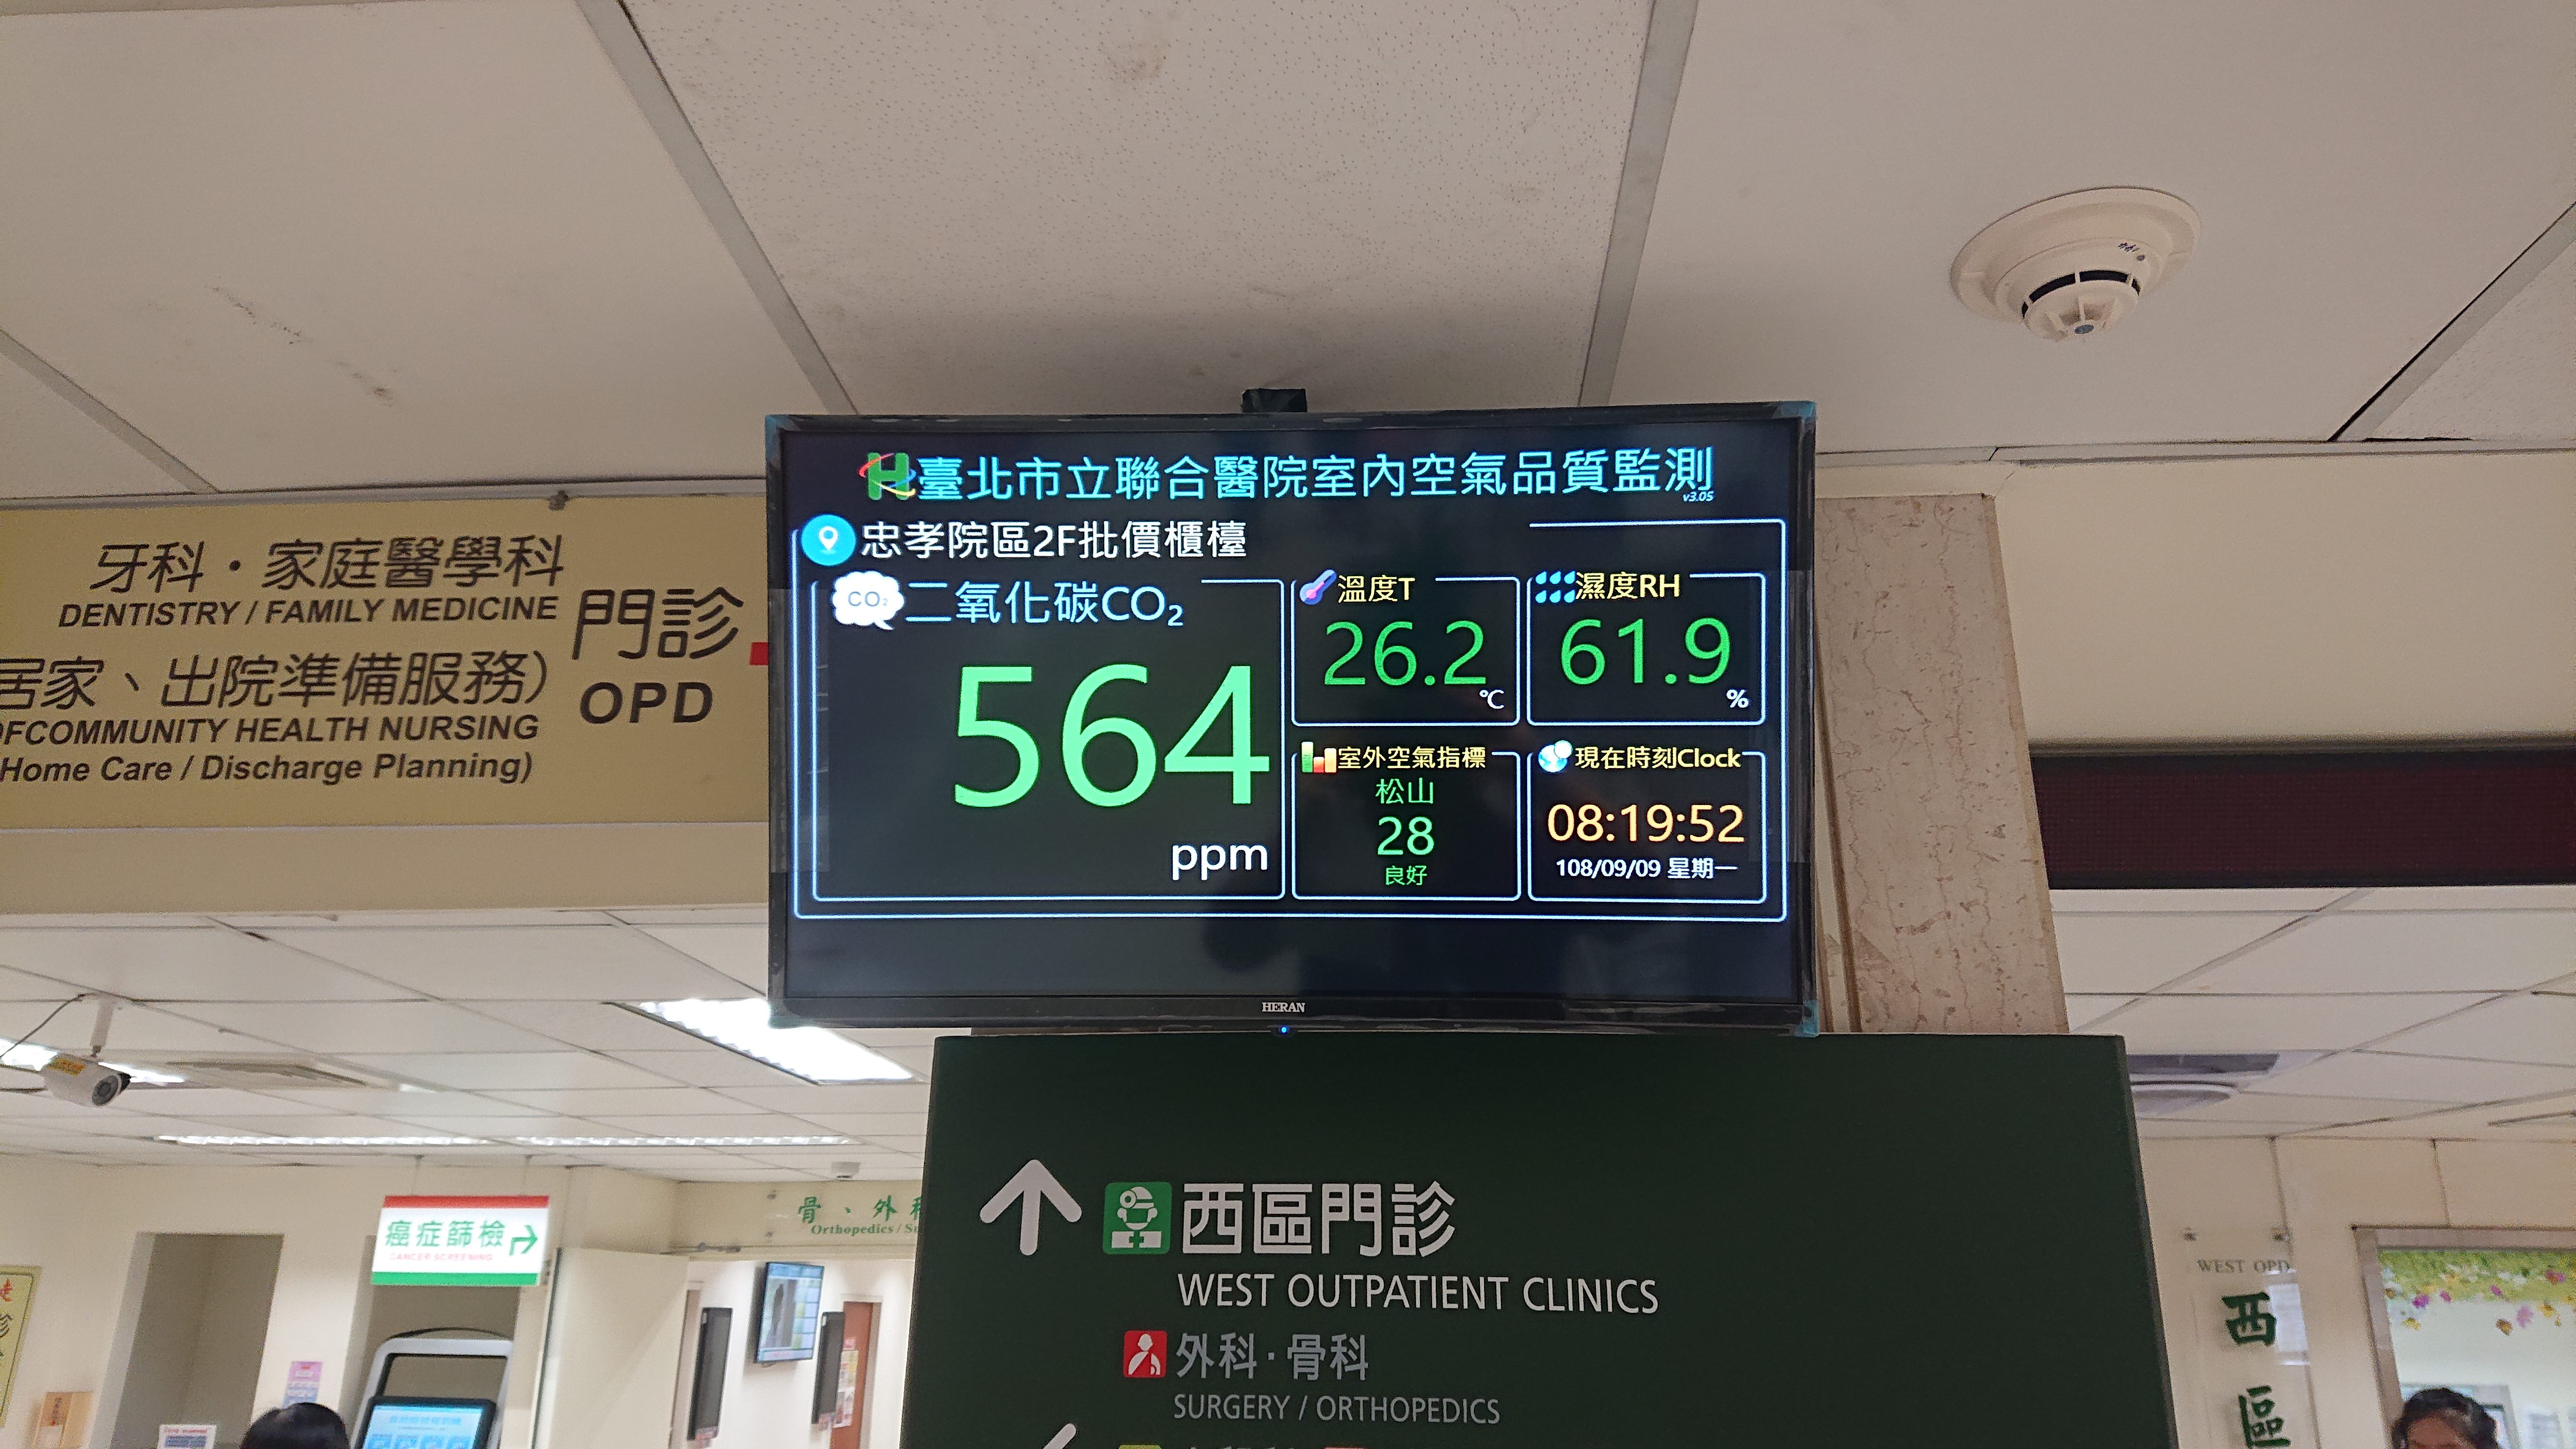 臺北市立聯合醫院室內空氣品質監測
v3.05
忠孝院區2F批價櫃檯
CO₂
二氧化碳CO₂
564
ppm
溫度T
26.2
℃
濕度RH
61.9
%
室外空氣指標
松山
28
良好
現在時刻Clock
08:19:52
108/09/09 星期一
HERAN
牙科・家庭醫學科
DENTISTRY / FAMILY MEDICINE
居家、出院準備服務)
COMMUNITY HEALTH NURSING
Home Care / Discharge Planning)
門診
OPD
癌症篩檢
CANCER SCREENING
骨、外
Orthopedics /
西區門診
WEST OUTPATIENT CLINICS
外科・骨科
SURGERY / ORTHOPEDICS
WEST OPD
西
區